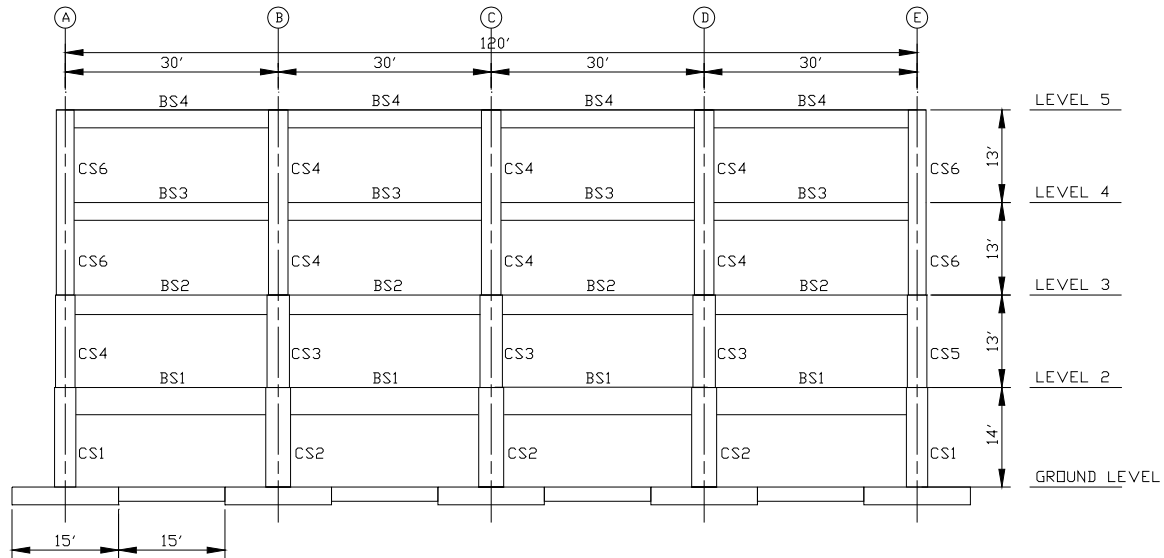 A B C D E
120'
30' 30' 30' 30'
BS4 BS4 BS4 BS4 LEVEL 5
CS6 CS4 CS4 CS4 CS6 13'
BS3 BS3 BS3 BS3 LEVEL 4
CS6 CS4 CS4 CS4 CS6 13'
BS2 BS2 BS2 BS2 LEVEL 3
CS4 CS3 CS3 CS3 CS5 13'
BS1 BS1 BS1 BS1 LEVEL 2
CS1 CS2 CS2 CS2 CS1 14'
GROUND LEVEL
15' 15'